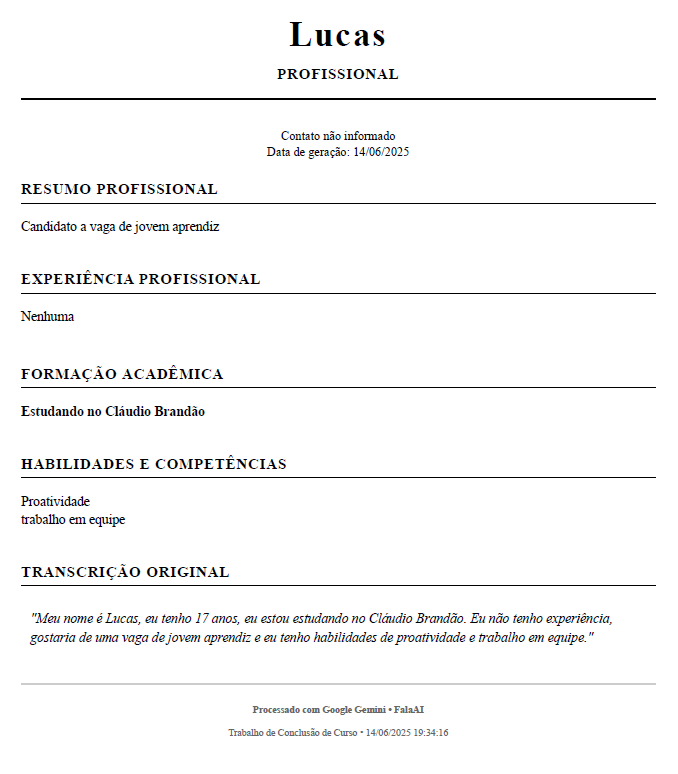 Lucas
PROFISSIONAL
Contato não informado
Data de geração: 14/06/2025
RESUMO PROFISSIONAL
Candidato a vaga de jovem aprendiz
EXPERIÊNCIA PROFISSIONAL
Nenhuma
FORMAÇÃO ACADÊMICA
Estudando no Cláudio Brandão
HABILIDADES E COMPETÊNCIAS
Proatividade
trabalho em equipe
TRANSCRIÇÃO ORIGINAL
"Meu nome é Lucas, eu tenho 17 anos, eu estou estudando no Cláudio Brandão. Eu não tenho experiência,
gostaria de uma vaga de jovem aprendiz e eu tenho habilidades de proatividade e trabalho em equipe."
Processado com Google Gemini • FalaAI
Trabalho de Conclusão de Curso • 14/06/2025 19:34:16